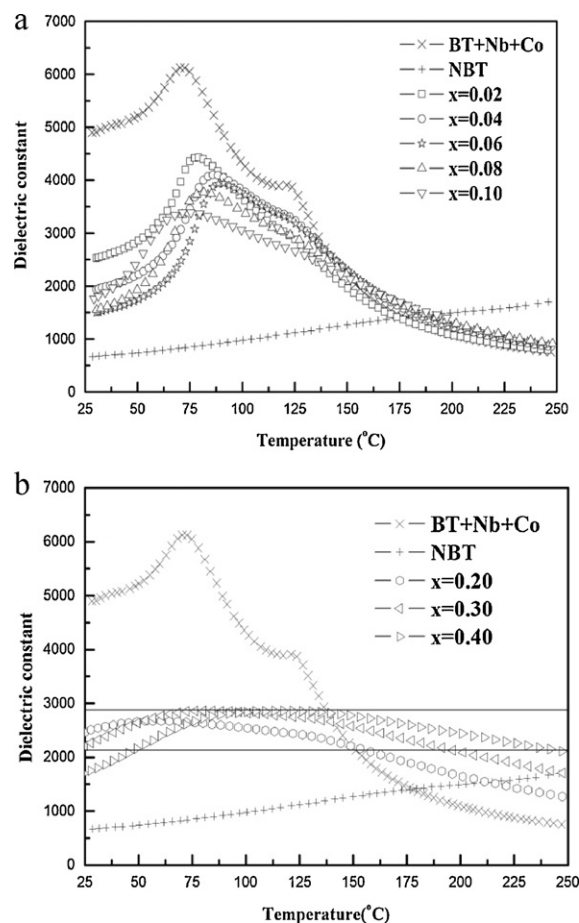 a
7000
6000
5000
4000
3000
2000
1000
0
Dielectric constant
BT+Nb+Co
NBT
x=0.02
x=0.04
x=0.06
x=0.08
x=0.10
25 50 75 100 125 150 175 200 225 250
Temperature (°C)
b
7000
6000
5000
4000
3000
2000
1000
0
Dielectric constant
BT+Nb+Co
NBT
x=0.20
x=0.30
x=0.40
25 50 75 100 125 150 175 200 225 250
Temperature(°C)